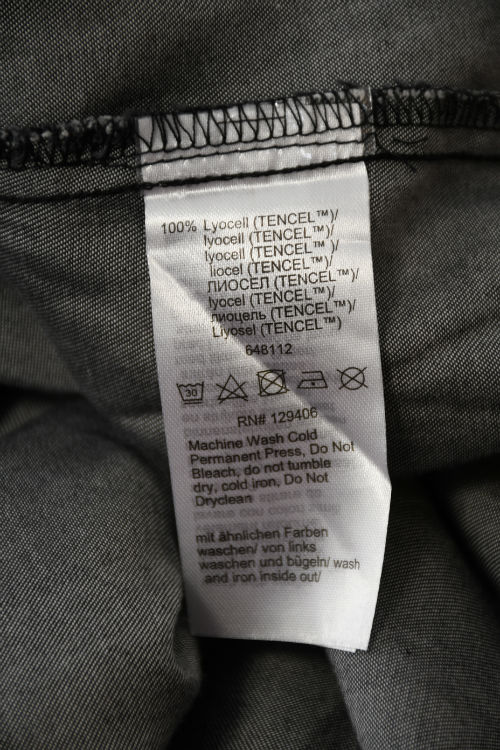 100% Lyocell (TENCEL™)/
lyocell (TENCEL™)/
lyocell (TENCEL™) /
liocel (TENCEL™)/
ЛИОСЕЛ (TENCEL™)/
lyocel (TENCEL™)/
лиоцель (TENCEL™)/
Liyosel (TENCEL™)
648112
30
RN# 129406
Machine Wash Cold
Permanent Press, Do Not
Bleach, do not tumble
dry, cold iron, Do Not
Dryclean
mit ähnlichen Farben
waschen/ von links
waschen und bügeln/ wash
and iron inside out/